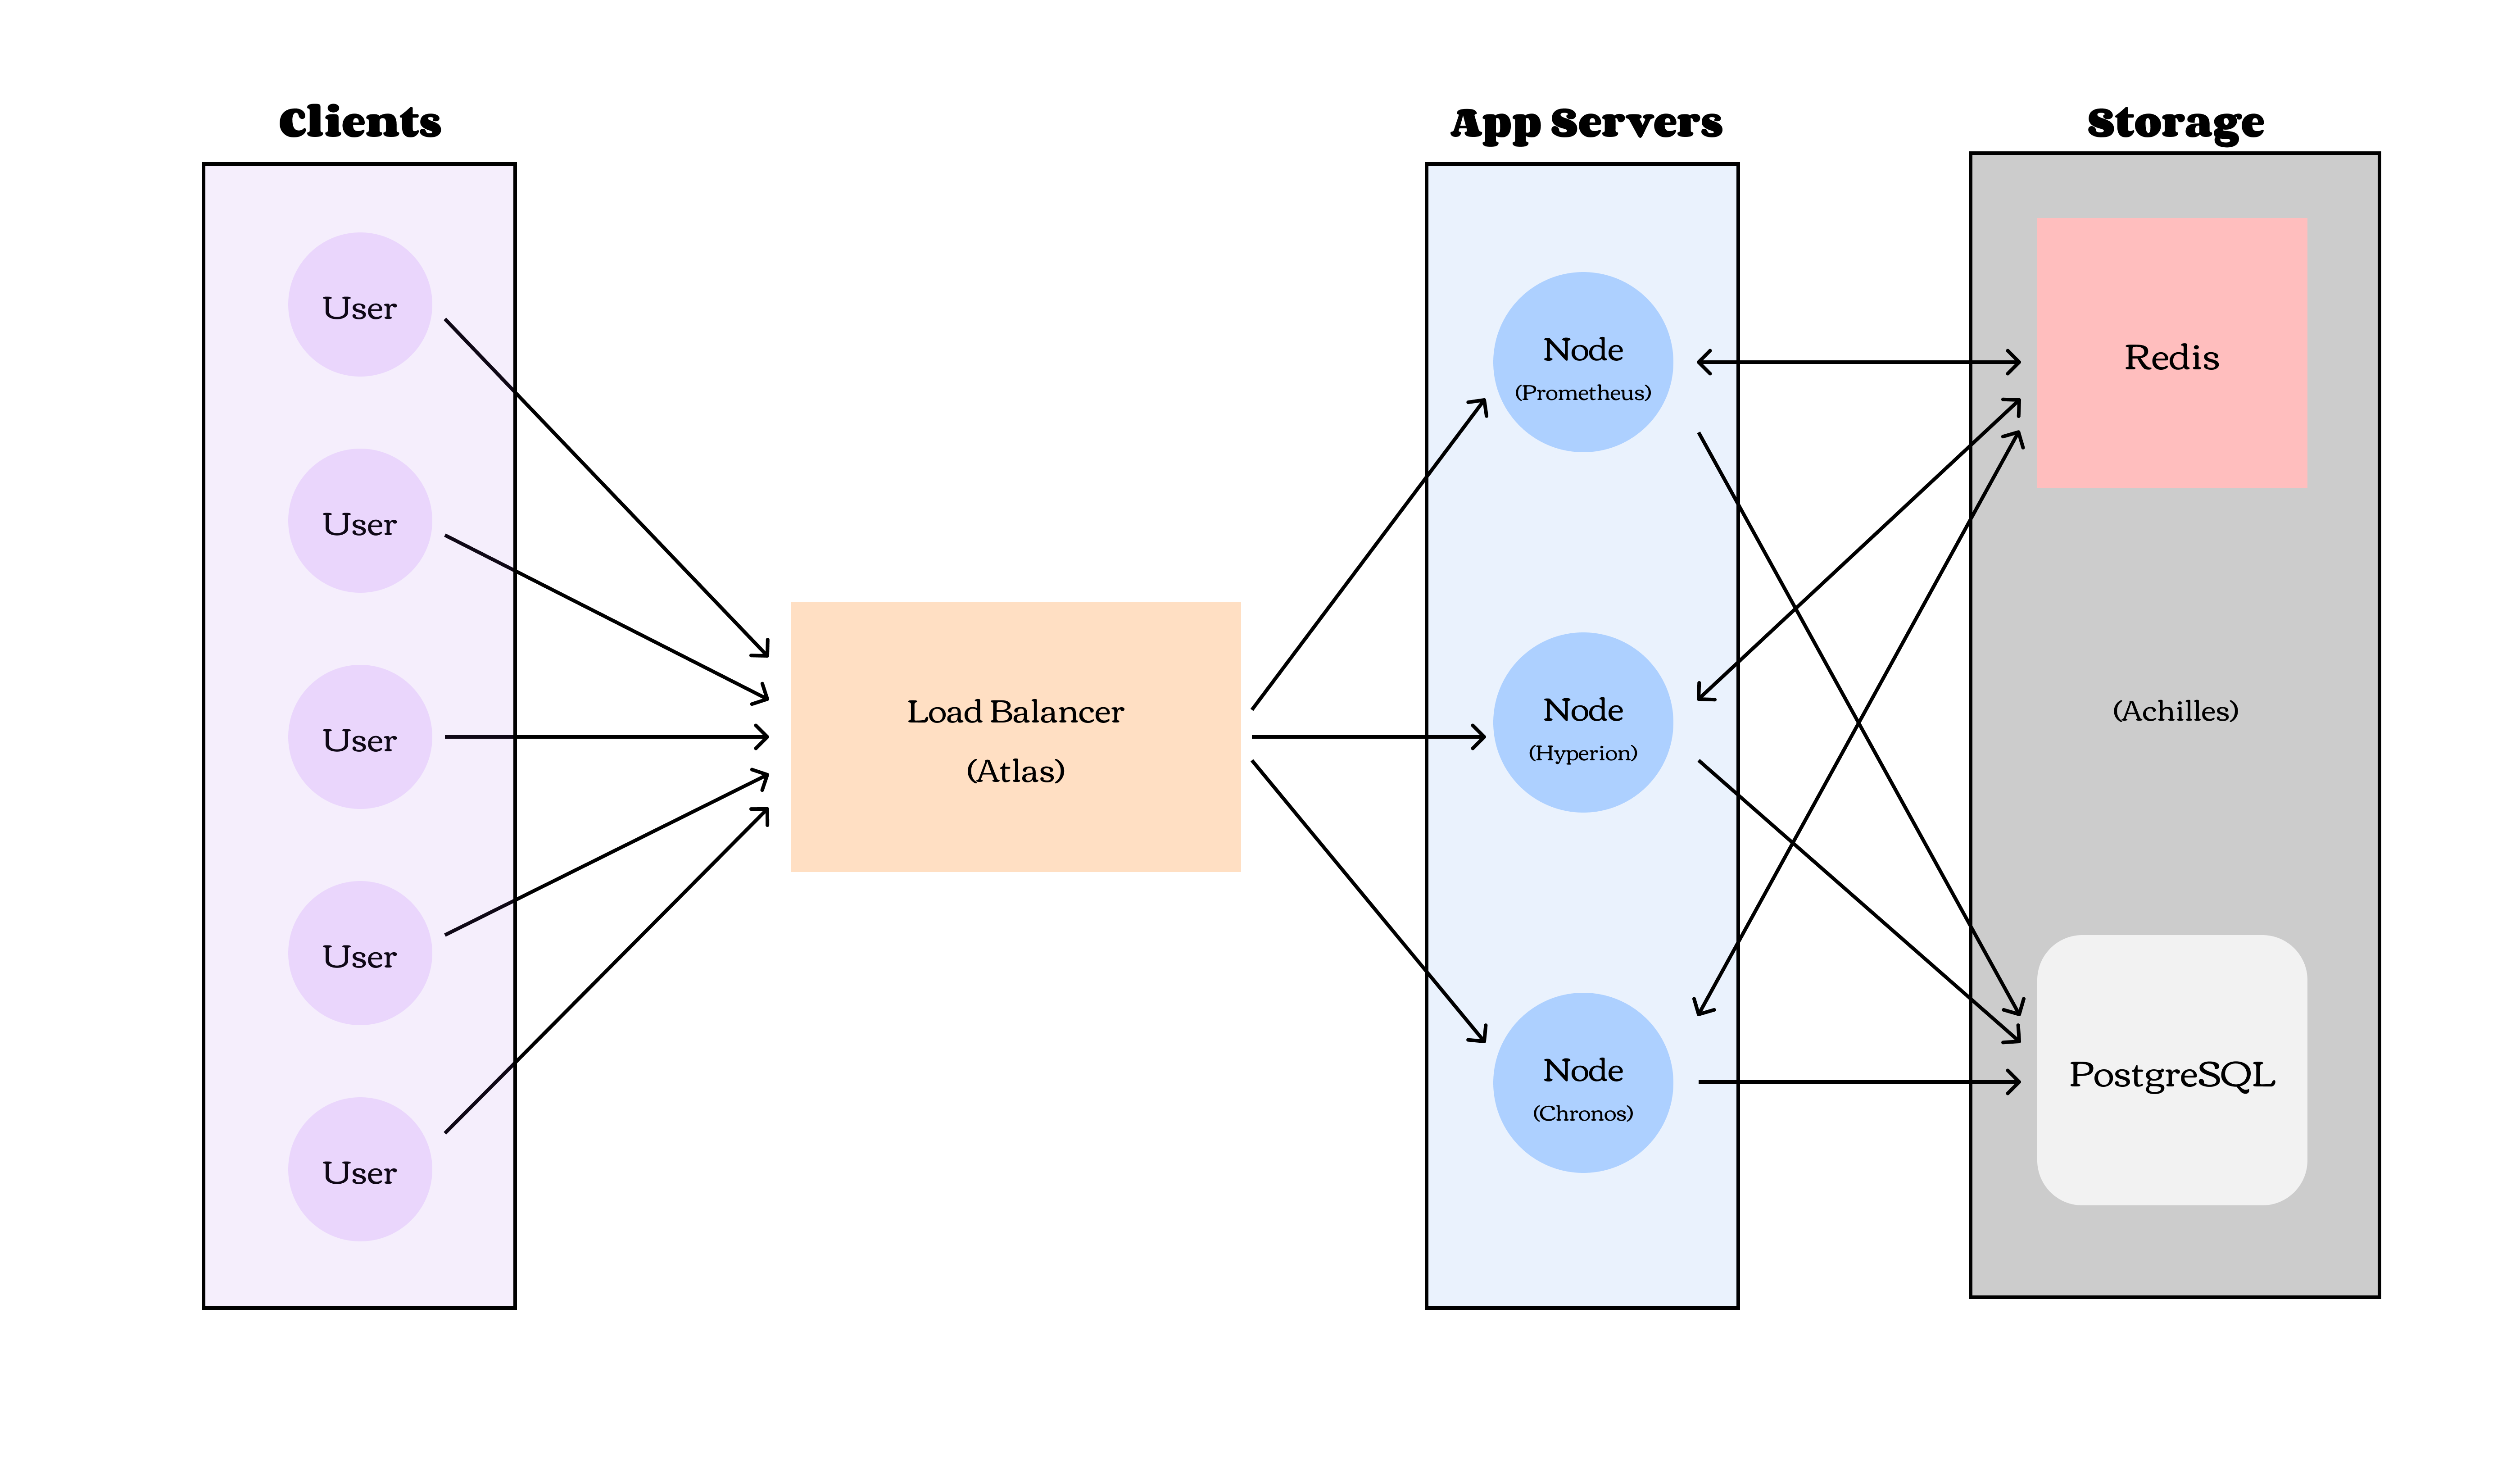 Clients
User
User
User
User
User
Load Balancer
(Atlas)
App Servers
Node
(Prometheus)
Node
(Hyperion)
Node
(Chronos)
Storage
Redis
(Achilles)
PostgreSQL